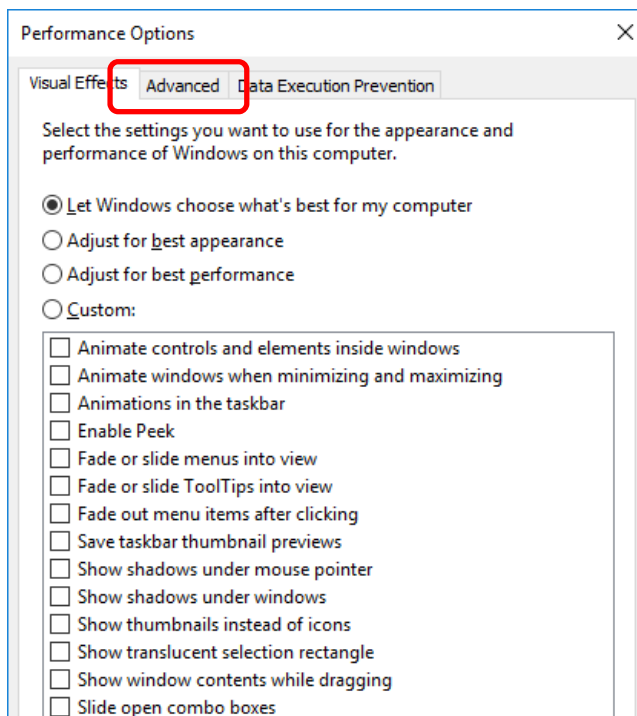 Performance Options
Visual Effects Advanced Data Execution Prevention
Select the settings you want to use for the appearance and
performance of Windows on this computer.
Let Windows choose what's best for my computer
Adjust for best appearance
Adjust for best performance
Custom:
Animate controls and elements inside windows
Animate windows when minimizing and maximizing
Animations in the taskbar
Enable Peek
Fade or slide menus into view
Fade or slide ToolTips into view
Fade out menu items after clicking
Save taskbar thumbnail previews
Show shadows under mouse pointer
Show shadows under windows
Show thumbnails instead of icons
Show translucent selection rectangle
Show window contents while dragging
Slide open combo boxes